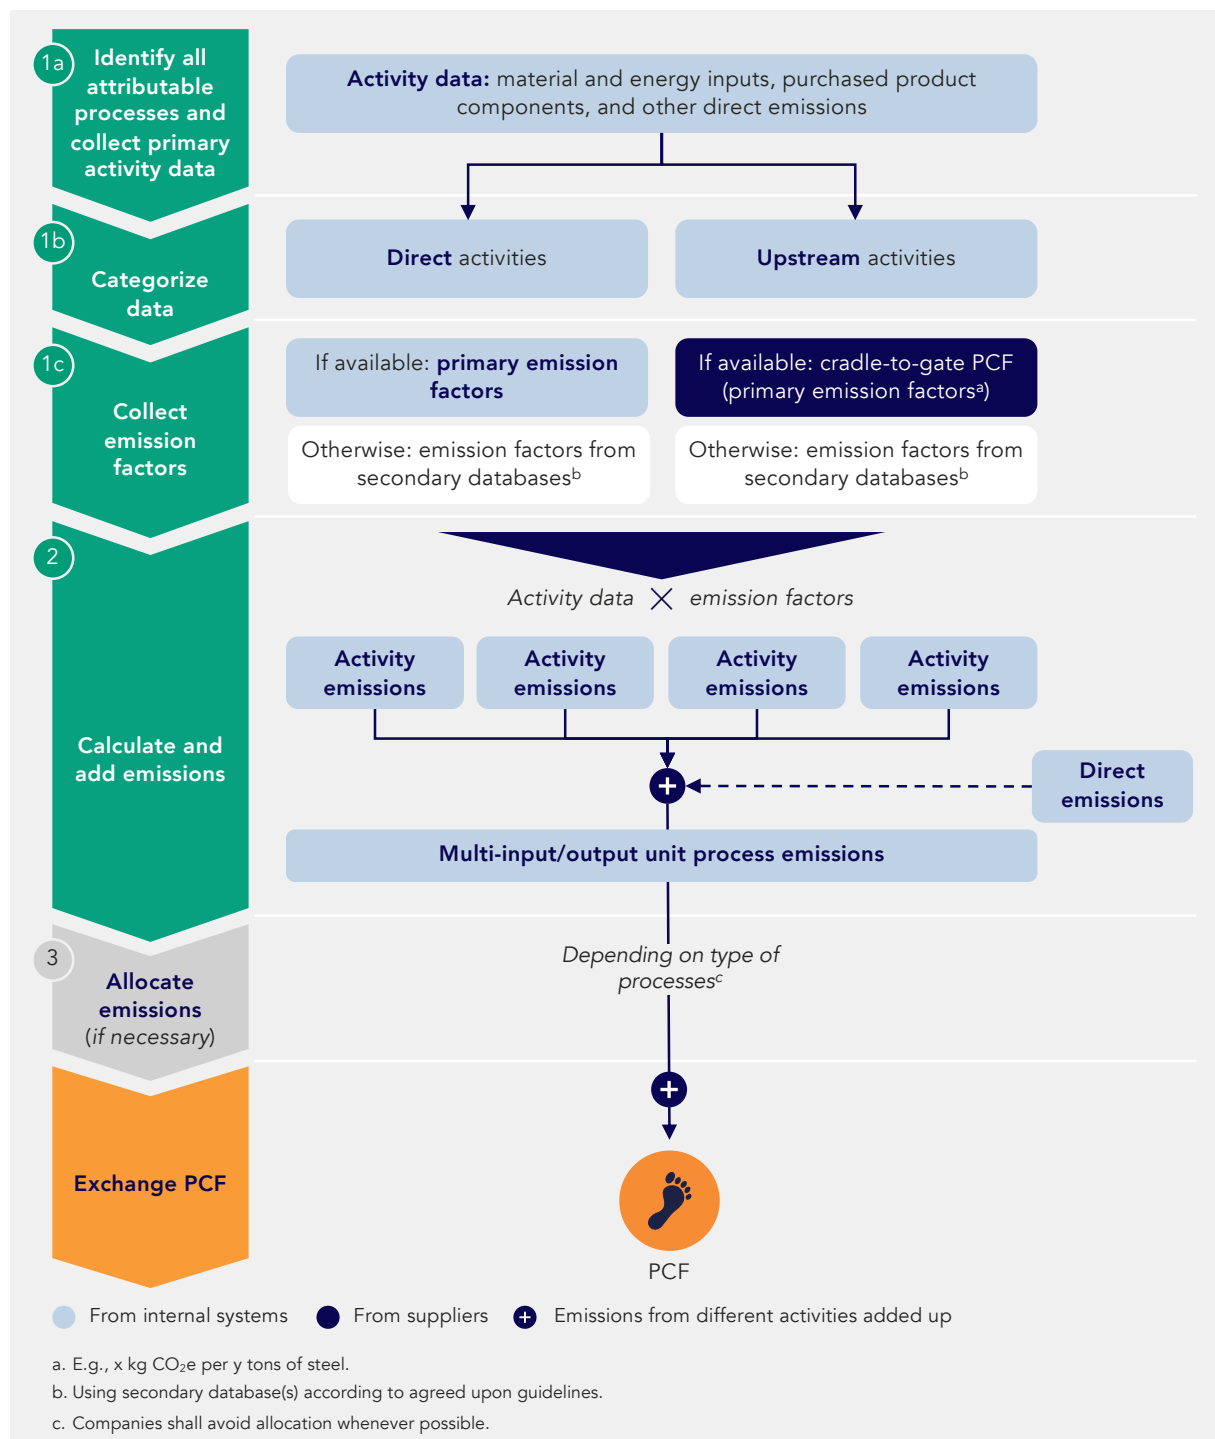 1a
Identify all
attributable
processes and
collect primary
activity data
Activity data: material and energy inputs, purchased product
components, and other direct emissions
1b
Categorize
data
Direct activities
Upstream activities
1c
Collect
emission
factors
If available: primary emission
factors
If available: cradle-to-gate PCF
(primary emission factorsᵃ)
Otherwise: emission factors from
secondary databasesᵇ
Otherwise: emission factors from
secondary databasesᵇ
2
Calculate and
add emissions
Activity data × emission factors
Activity
emissions
Activity
emissions
Activity
emissions
Activity
emissions
+
Direct
emissions
Multi-input/output unit process emissions
3
Allocate
emissions
(if necessary)
Depending on type of
processesᶜ
+
Exchange PCF
PCF
From internal systems
From suppliers
+ Emissions from different activities added up
a. E.g., x kg CO₂e per y tons of steel.
b. Using secondary database(s) according to agreed upon guidelines.
c. Companies shall avoid allocation whenever possible.